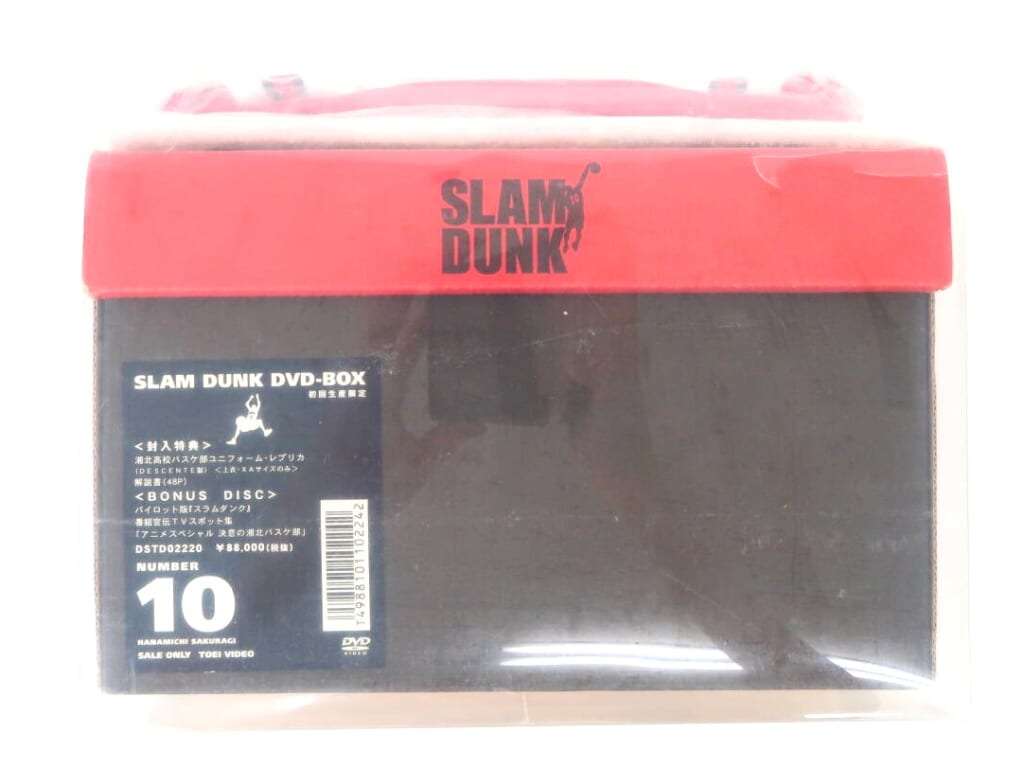 SLAM
DUNK
SLAM DUNK DVD-BOX
初回生産限定
<封入特典>
湘北高校バスケ部ユニフォーム・レプリカ
(DESCENTE製) <上衣・XAサイズのみ>
解説書(48P)
<BONUS DISC>
パイロット版『スラムダンク』
番組宣伝TVスポット集
「アニメスペシャル 決意の湘北バスケ部」
DSTD02220 ¥88,000(税抜)
NUMBER
10
HANAMICHI SAKURAGI
SALE ONLY TOEI VIDEO
T4988101102242
DVD
VIDEO